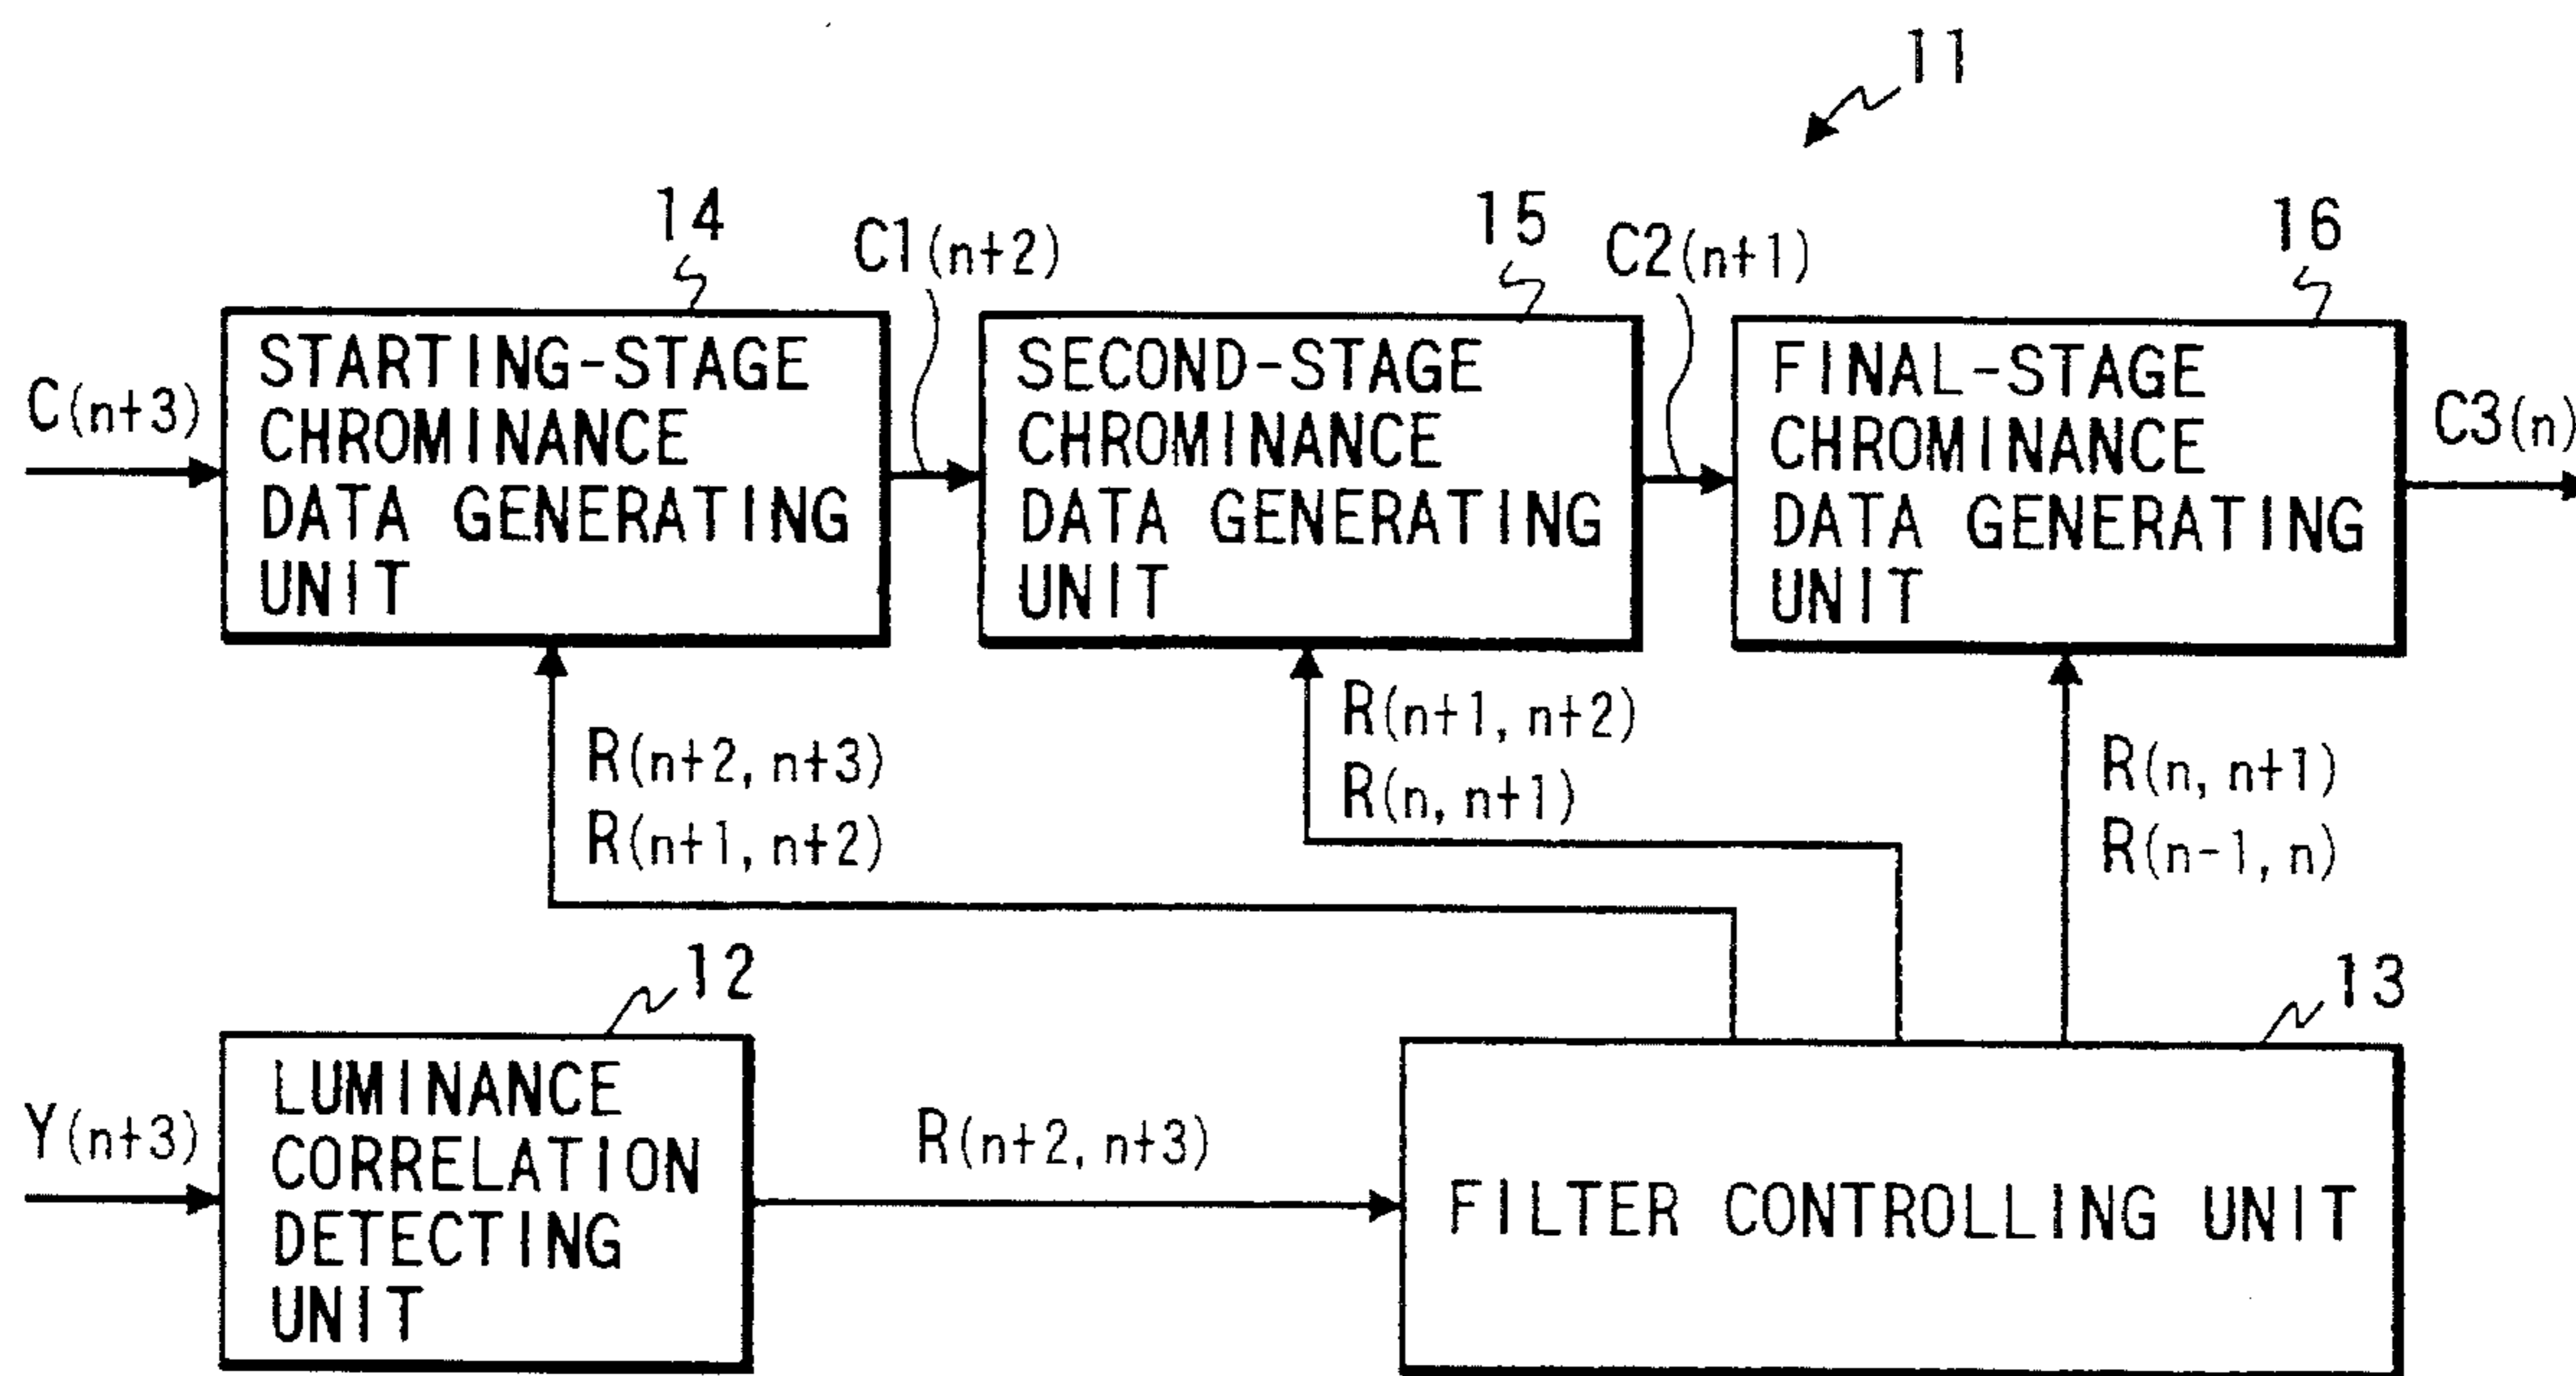 11
14
C1(n+2)
15
C2(n+1)
16
C(n+3)
STARTING-STAGE
CHROMINANCE
DATA GENERATING
UNIT
SECOND-STAGE
CHROMINANCE
DATA GENERATING
UNIT
FINAL-STAGE
CHROMINANCE
DATA GENERATING
UNIT
C3(n)
R(n+2, n+3)
R(n+1, n+2)
R(n+1, n+2)
R(n, n+1)
R(n, n+1)
R(n-1, n)
12
13
Y(n+3)
LUMINANCE
CORRELATION
DETECTING
UNIT
R(n+2, n+3)
FILTER CONTROLLING UNIT